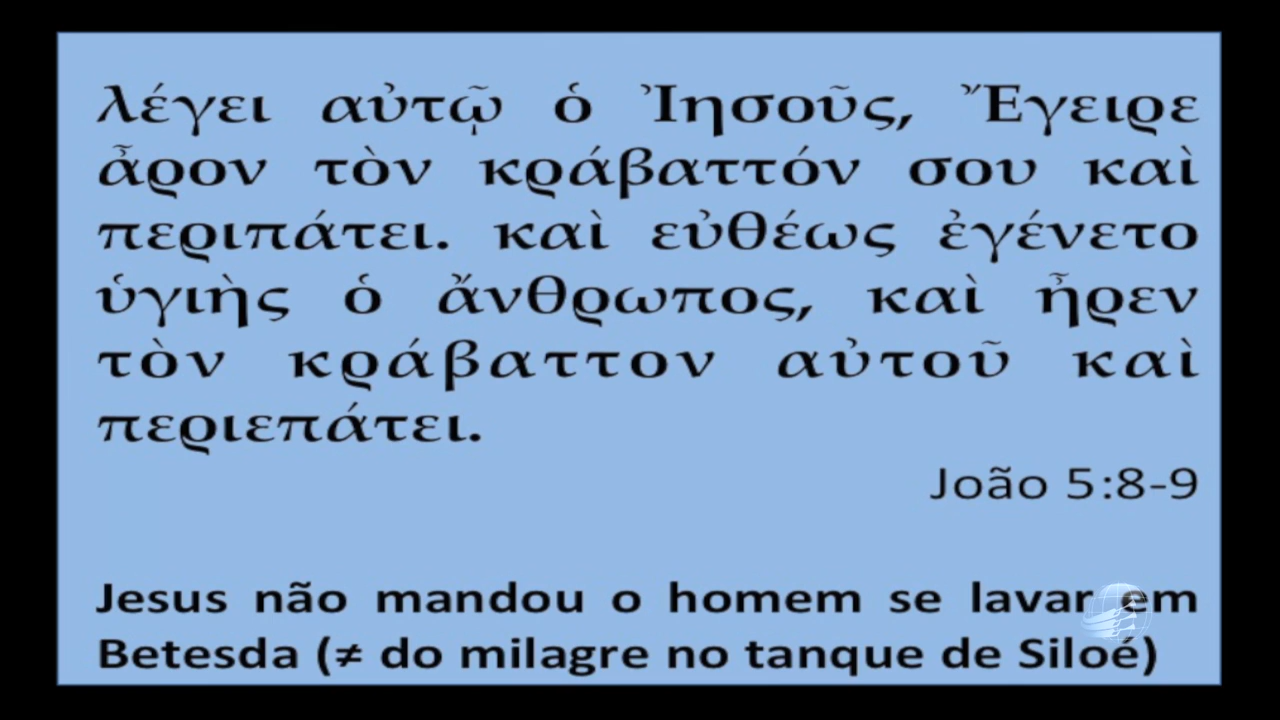 λέγει αὐτῷ ὁ Ἰησοῦς, Ἔγειρε
ἆρον τὸν κράβαττόν σου καὶ
περιπάτει. καὶ εὐθέως ἐγένετο
ὑγιὴς ὁ ἄνθρωπος, καὶ ἦρεν
τὸν κράβαττον αὐτοῦ καὶ
περιεπάτει.
João 5:8-9
Jesus não mandou o homem se lavar em
Betesda (≠ do milagre no tanque de Siloé)